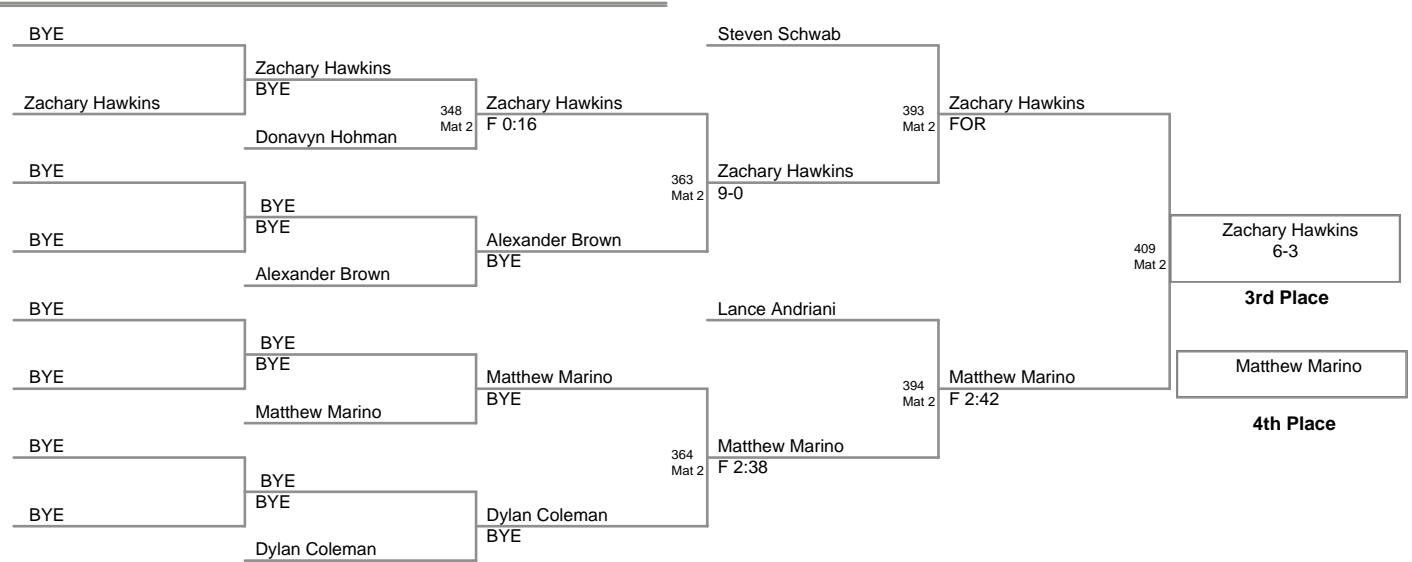 BYE
Zachary Hawkins
BYE
BYE
BYE
BYE
BYE
BYE
Zachary Hawkins
BYE
Donavyn Hohman
BYE
BYE
Alexander Brown
BYE
BYE
Matthew Marino
BYE
BYE
Dylan Coleman
348
Mat 2
Zachary Hawkins
F 0:16
Alexander Brown
BYE
Matthew Marino
BYE
Dylan Coleman
BYE
Steven Schwab
363
Mat 2
Zachary Hawkins
9-0
Lance Andriani
364
Mat 2
Matthew Marino
F 2:38
393
Mat 2
Zachary Hawkins
FOR
394
Mat 2
Matthew Marino
F 2:42
409
Mat 2
Zachary Hawkins
6-3
3rd Place
Matthew Marino
4th Place